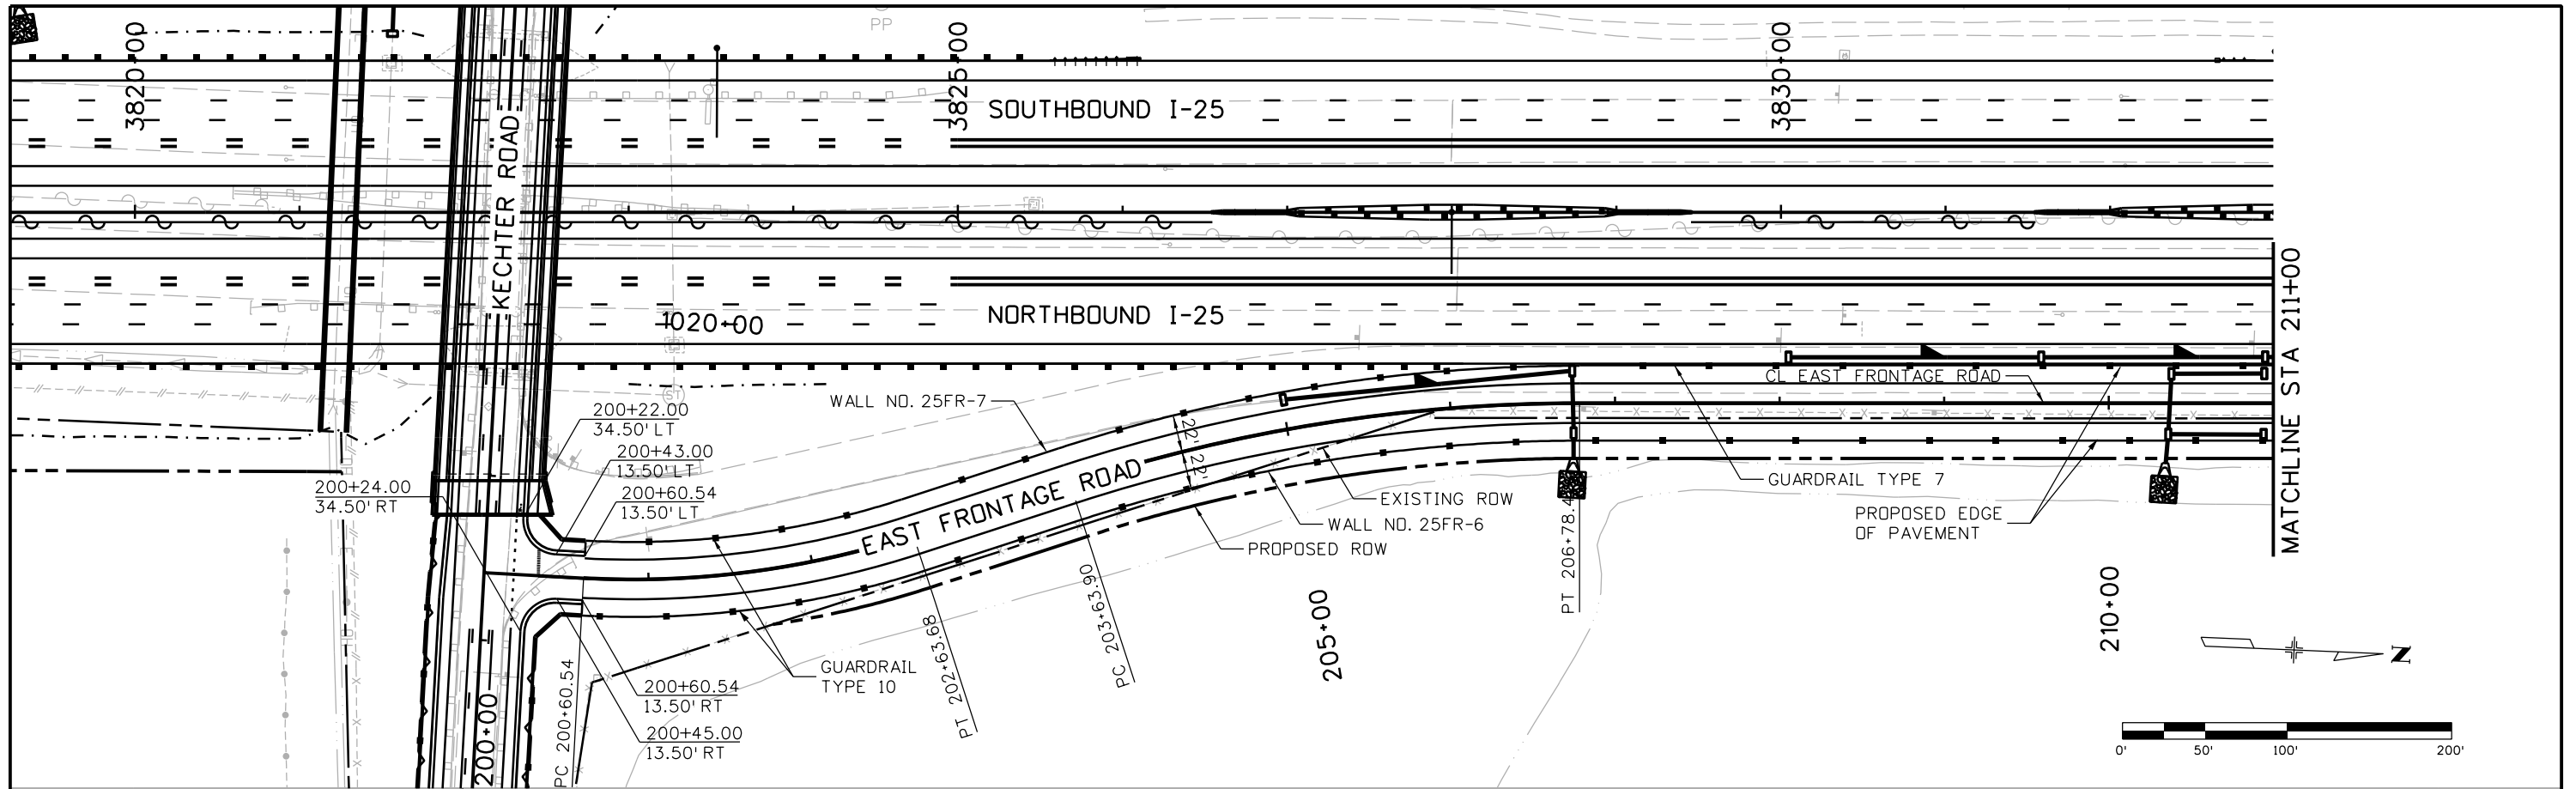 PP
3820+00
3825+00
3830+00
SOUTHBOUND I-25
KECHTER ROAD
1020+00
NORTHBOUND I-25
MATCHLINE STA 211+00
CL EAST FRONTAGE ROAD
WALL NO. 25FR-7
ST
200+22.00
34.50' LT
200+43.00
13.50' LT
200+60.54
13.50' LT
200+24.00
34.50' RT
22'
22'
EAST FRONTAGE ROAD
EXISTING ROW
WALL NO. 25FR-6
PROPOSED ROW
GUARDRAIL TYPE 7
PROPOSED EDGE
OF PAVEMENT
PT 206+78.4
PC 203+63.90
PT 202+63.68
205+00
210+00
GUARDRAIL
TYPE 10
200+60.54
13.50' RT
200+45.00
13.50' RT
PC 200+60.54
200+00
N
0'
50'
100'
200'